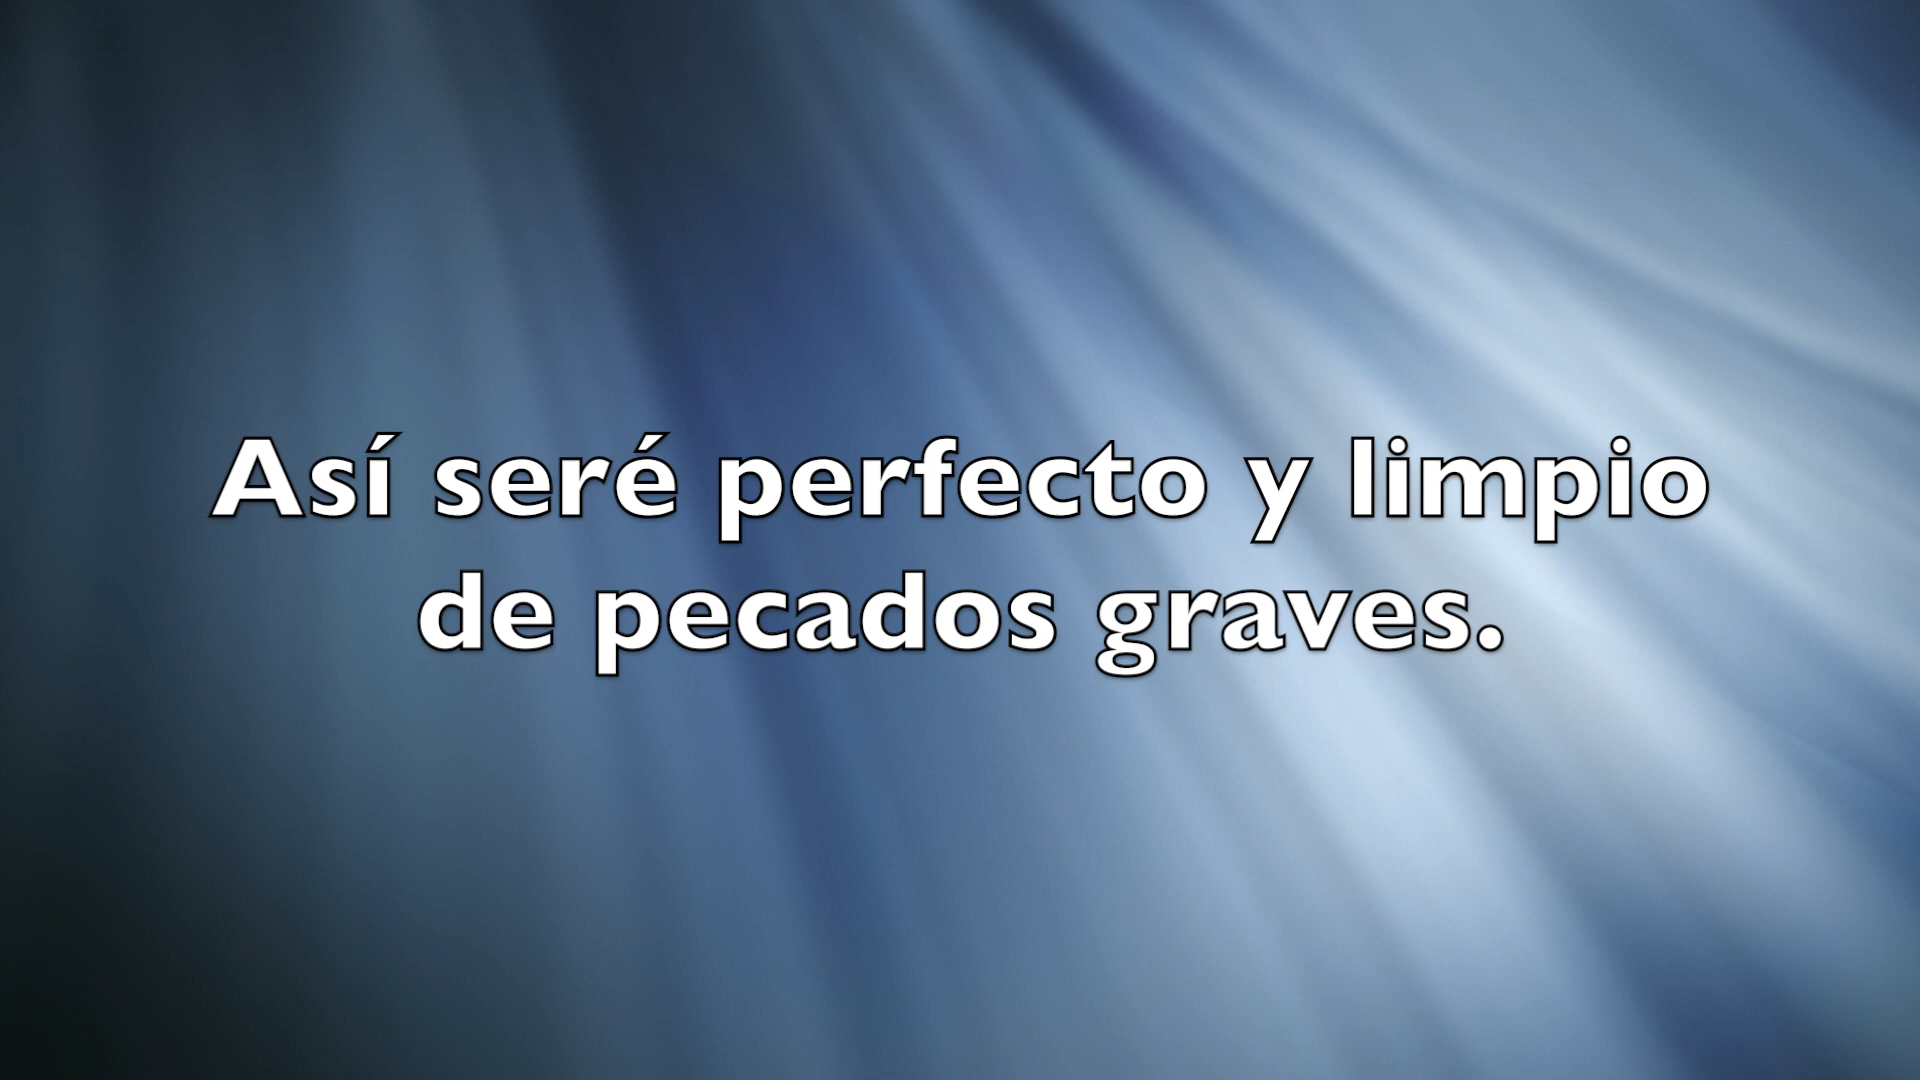 Así seré perfecto y limpio
de pecados graves.